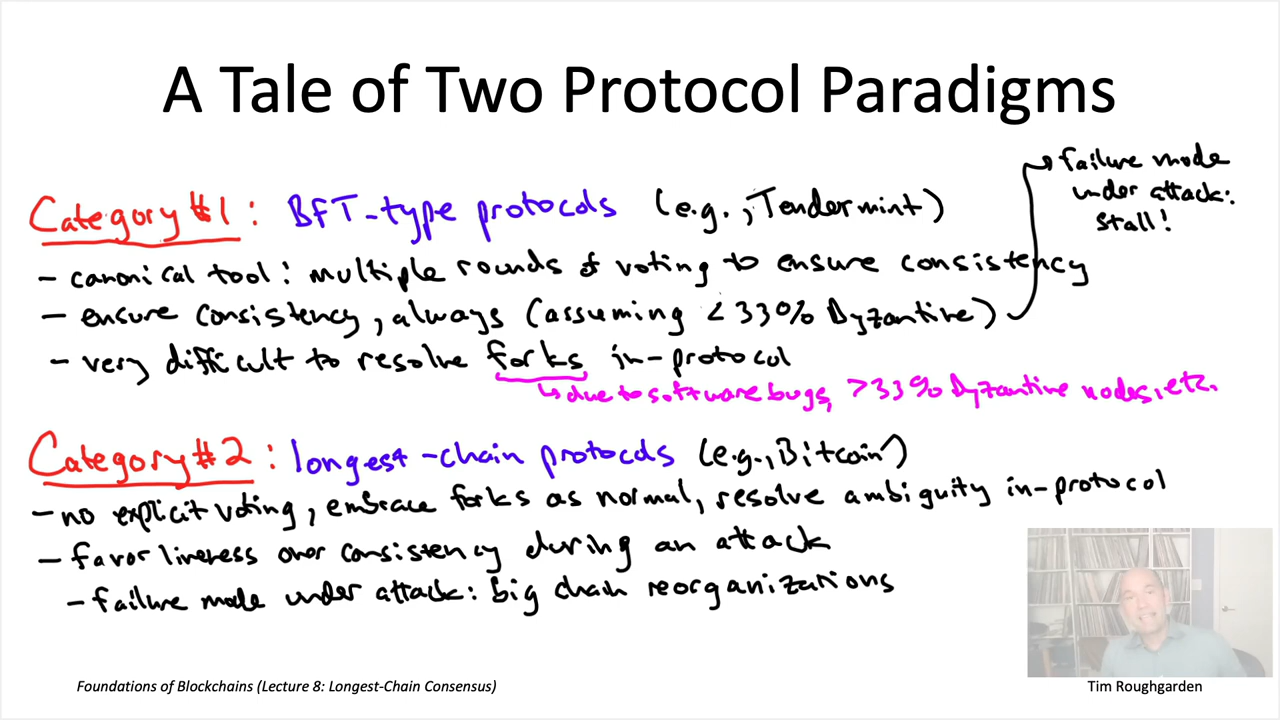 A Tale of Two Protocol Paradigms
failure mode
under attack:
stall!
Category #1: BFT-type protocols (e.g., Tendermint)
- canonical tool: multiple rounds of voting to ensure consistency
- ensure consistency, always (assuming < 33% Byzantine)
- very difficult to resolve forks in-protocol
due to software bugs, >33% Byzantine nodes, etc.
Category #2: longest-chain protocols (e.g., Bitcoin)
- no explicit voting, embrace forks as normal, resolve ambiguity in-protocol
- favor liveness over consistency during an attack
- failure mode under attack: big chain reorganizations
Foundations of Blockchains (Lecture 8: Longest-Chain Consensus)
Tim Roughgarden